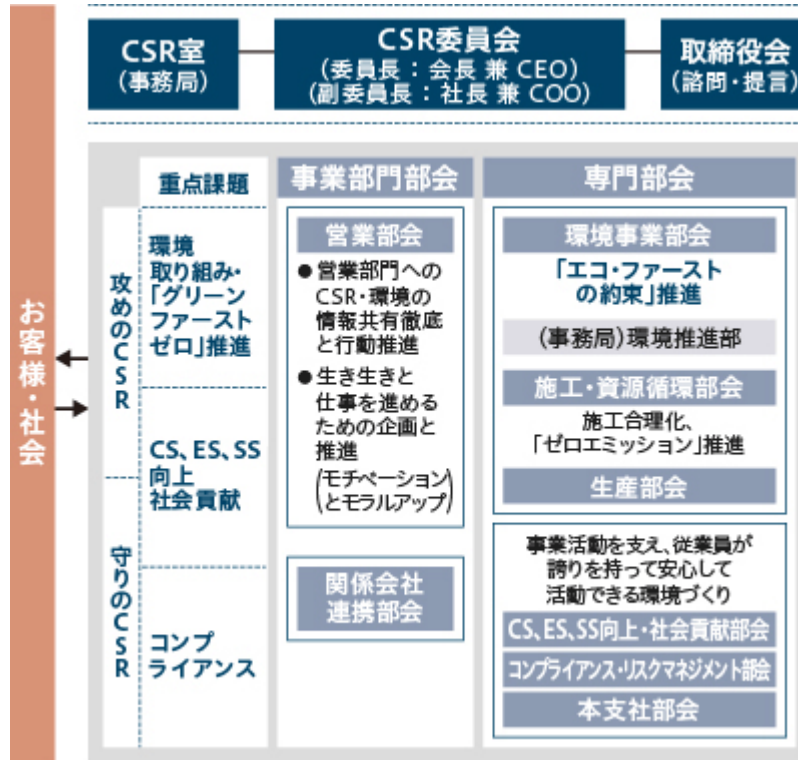 CSR室
(事務局)
CSR委員会
(委員長：会長 兼 CEO)
(副委員長：社長 兼 COO)
取締役会
(諮問・提言)
お客様・社会
攻めのCSR
守りのCSR
重点課題
環境
取り組み・
「グリーン
ファースト
ゼロ」推進
CS、ES、SS
向上
社会貢献
コンプ
ライアンス
事業部門部会
営業部会
●営業部門への
CSR・環境の
情報共有徹底
と行動推進
●生き生きと
仕事を進める
ための企画と
推進
(モチベーション
とモラルアップ)
関係会社
連携部会
専門部会
環境事業部会
「エコ・ファースト
の約束」推進
(事務局)環境推進部
施工・資源循環部会
施工合理化、
「ゼロエミッション」推進
生産部会
事業活動を支え、従業員が
誇りを持って安心して
活動できる環境づくり
CS、ES、SS向上・社会貢献部会
コンプライアンス・リスクマネジメント部会
本支社部会